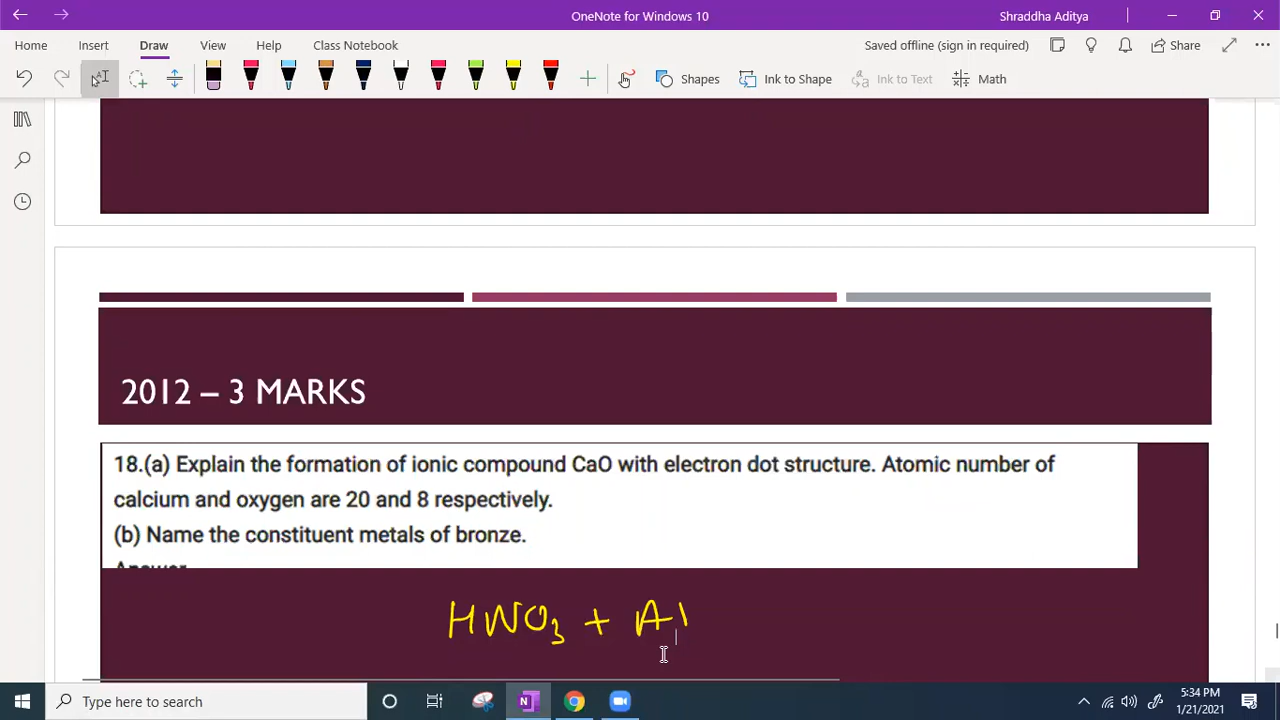 OneNote for Windows 10
Shraddha Aditya
Home Insert Draw View Help Class Notebook
Saved offline (sign in required)
Share
Shapes Ink to Shape Ink to Text Math
2012 – 3 MARKS
18.(a) Explain the formation of ionic compound CaO with electron dot structure. Atomic number of
calcium and oxygen are 20 and 8 respectively.
(b) Name the constituent metals of bronze.
Answer
HNO3 + Al
Type here to search
5:34 PM
1/21/2021